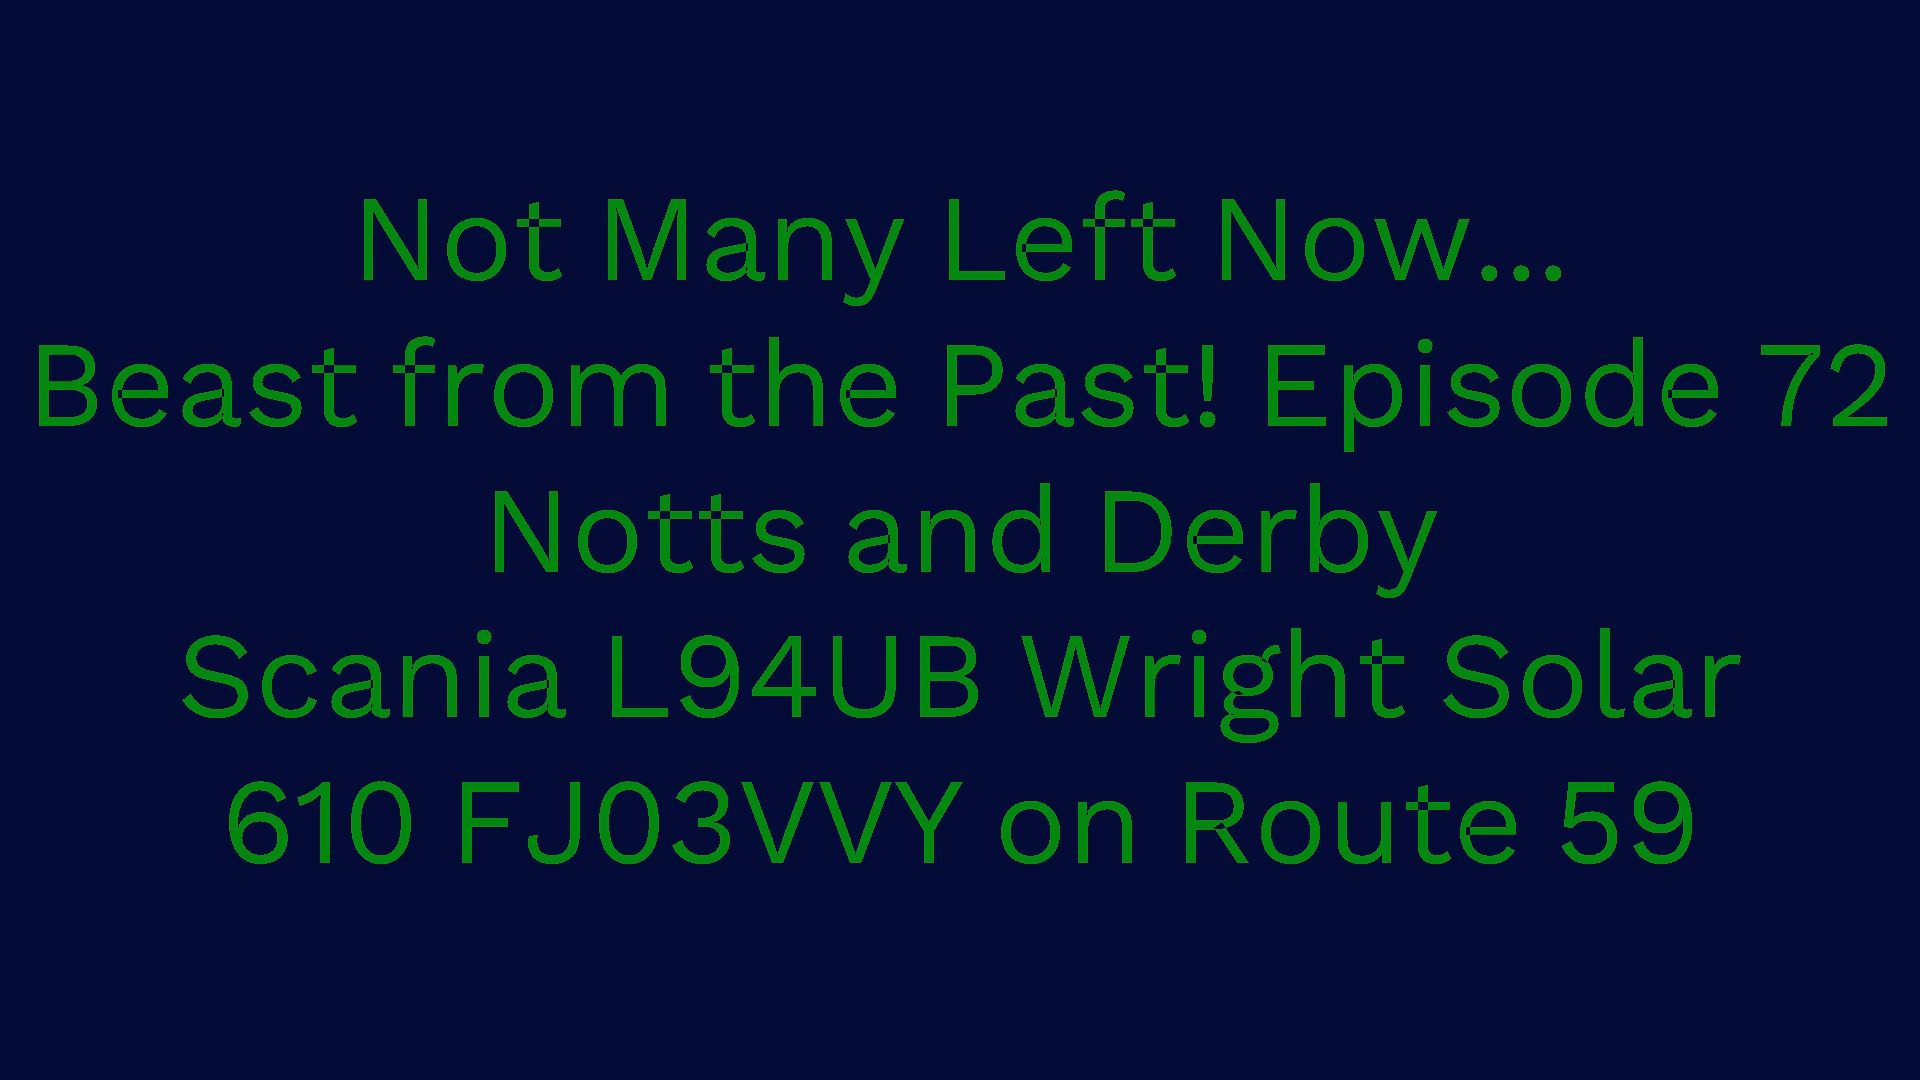 Not Many Left Now...
Beast from the Past! Episode 72
Notts and Derby
Scania L94UB Wright Solar
610 FJ03VVY on Route 59